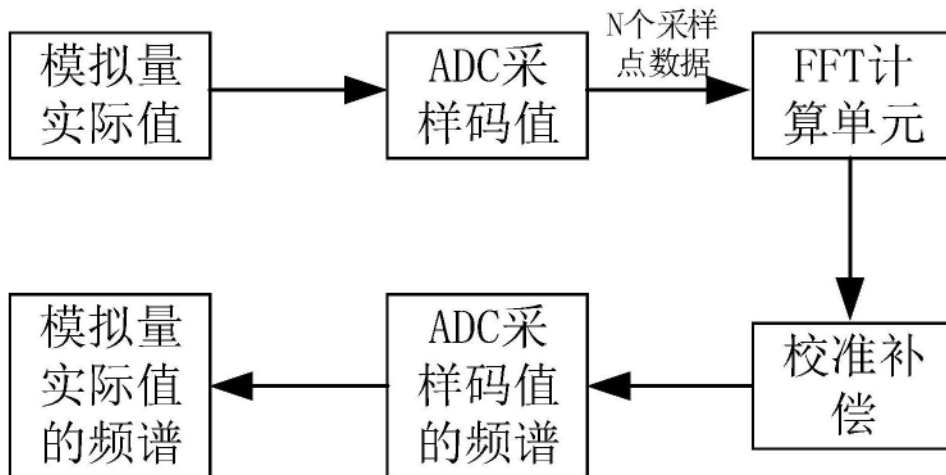 模拟量
实际值
ADC采
样码值
N个采样
点数据
FFT计
算单元
模拟量
实际值
的频谱
ADC采
样码值
的频谱
校准补
偿